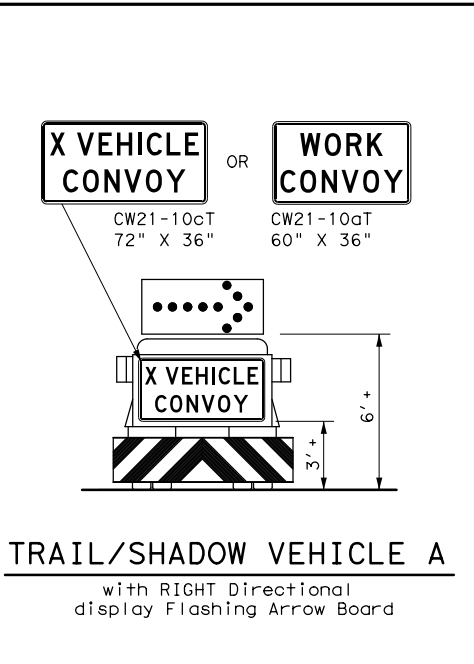 X VEHICLE
CONVOY
OR
WORK
CONVOY
CW21-10cT
72" X 36"
CW21-10aT
60" X 36"
X VEHICLE
CONVOY
6'+
3'+
TRAIL/SHADOW VEHICLE A
with RIGHT Directional
display Flashing Arrow Board